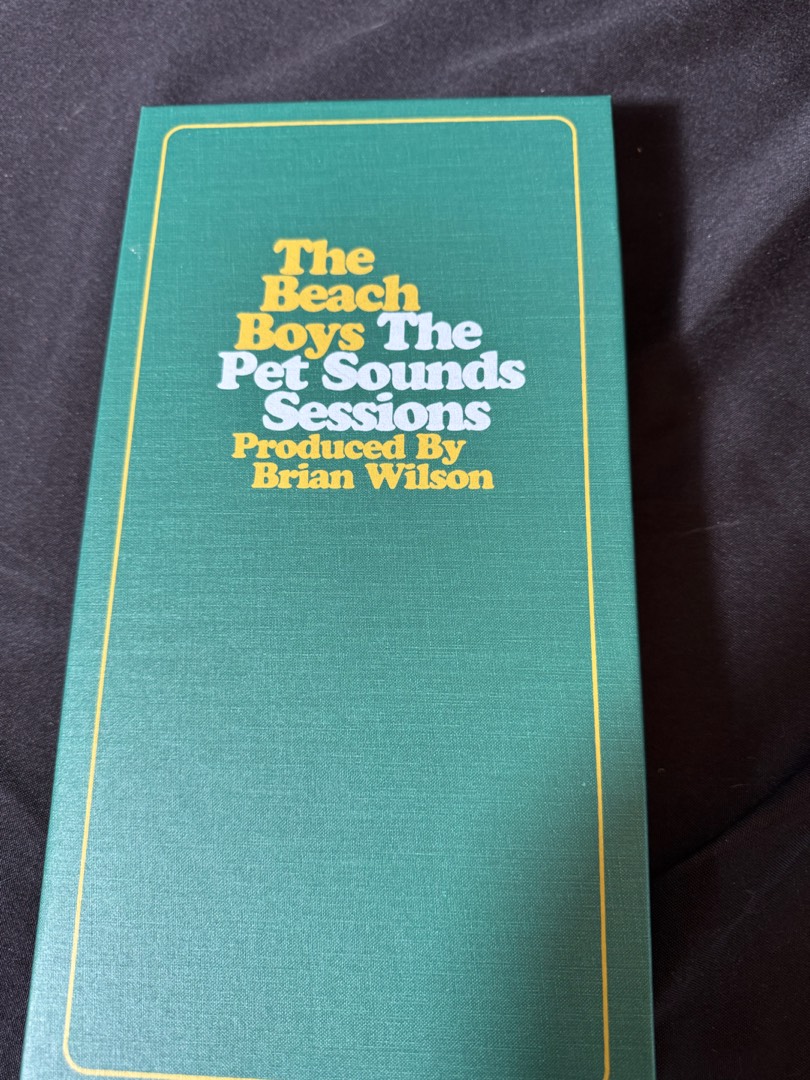 The
Beach
Boys The
Pet Sounds
Sessions
Produced By
Brian Wilson